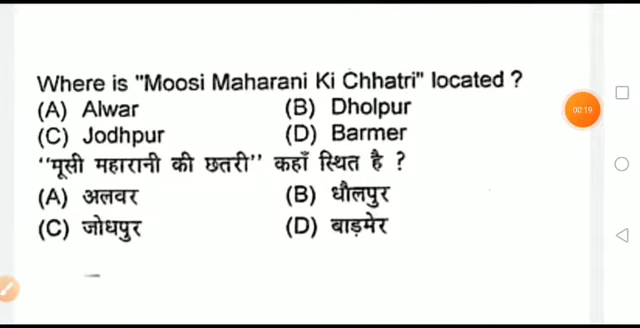 Where is "Moosi Maharani Ki Chhatri" located ?
(A) Alwar (B) Dholpur
(C) Jodhpur (D) Barmer
‘‘मूसी महारानी की छतरी’’ कहाँ स्थित है ?
(A) अलवर (B) धौलपुर
(C) जोधपुर (D) बाड़मेर
00:19